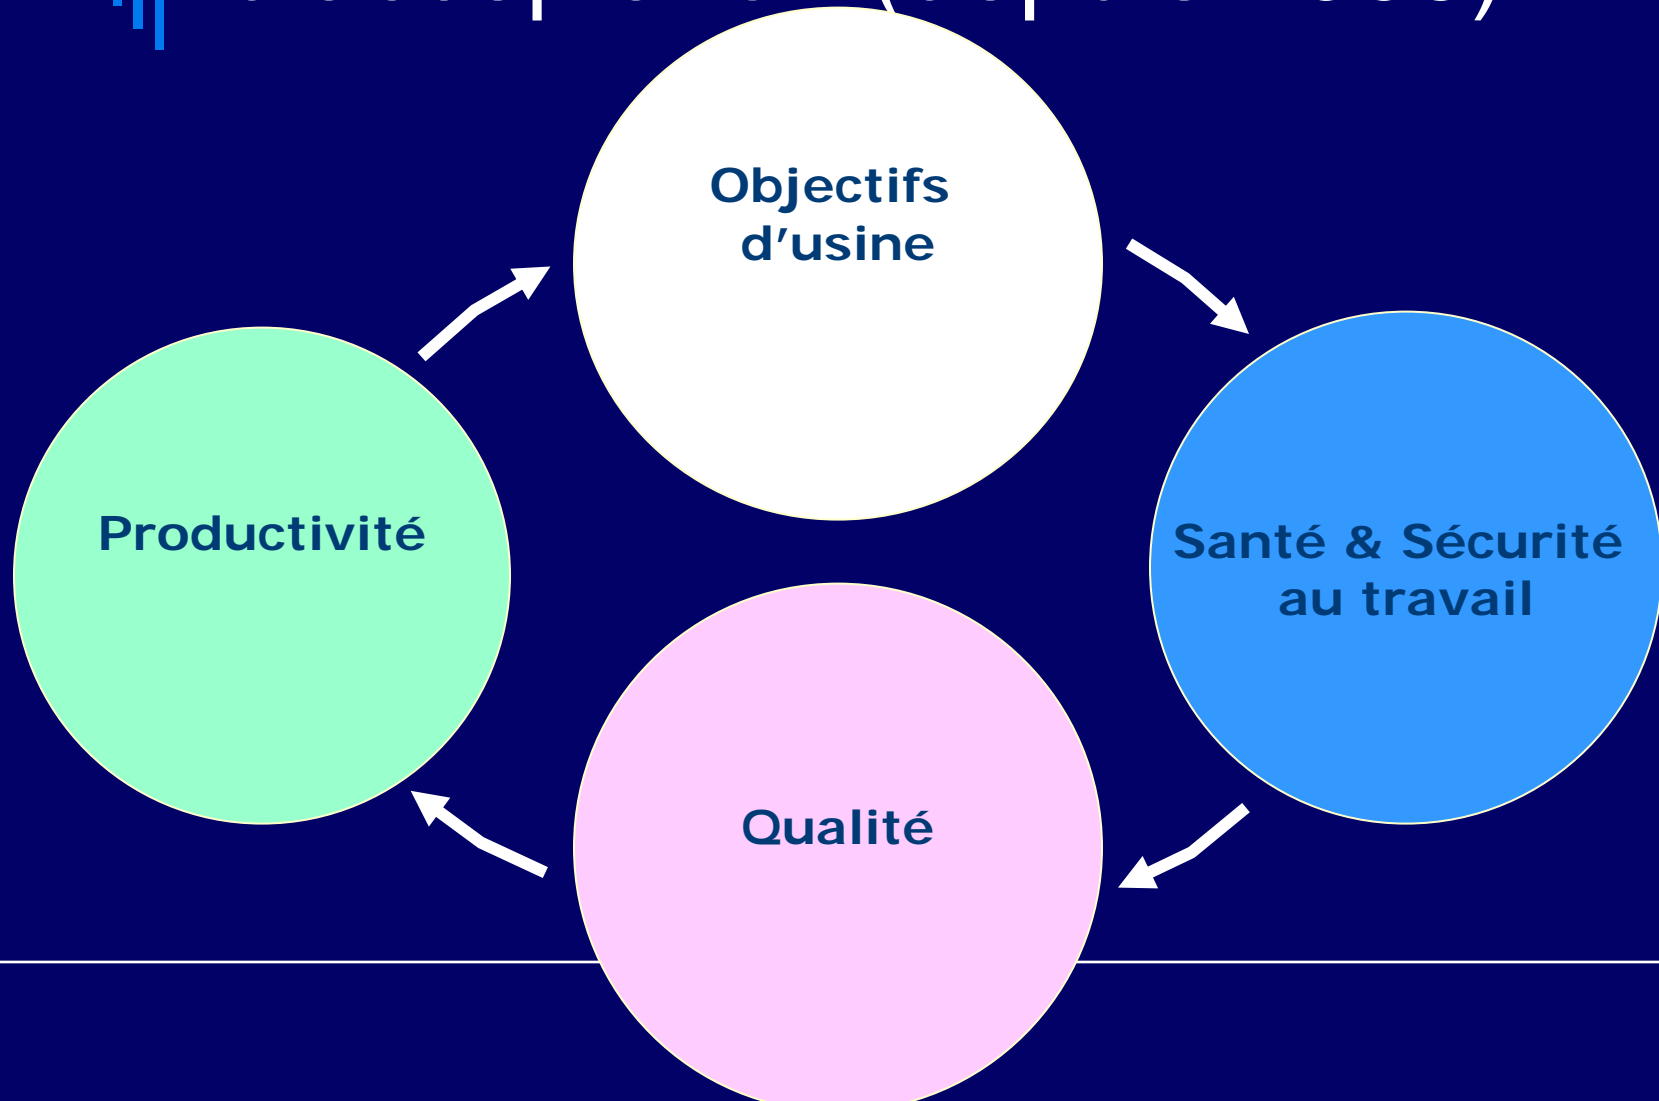 Objectifs
d’usine
Productivité
Santé & Sécurité
au travail
Qualité